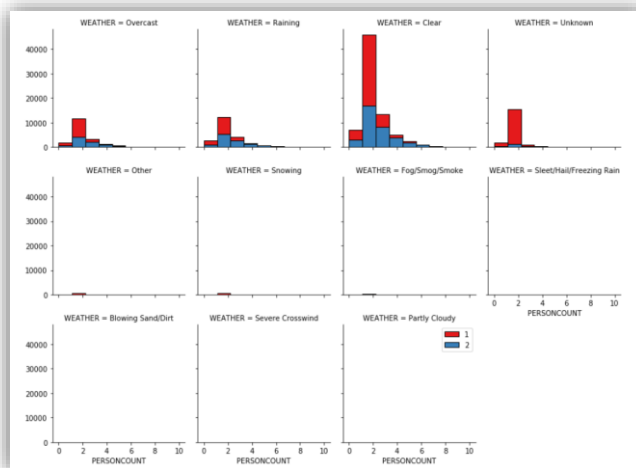 WEATHER = Overcast
WEATHER = Raining
WEATHER = Clear
WEATHER = Unknown
40000
30000
20000
10000
0
WEATHER = Other
WEATHER = Snowing
WEATHER = Fog/Smog/Smoke
WEATHER = Sleet/Hail/Freezing Rain
40000
30000
20000
10000
0
0 2 4 6 8 10
PERSONCOUNT
WEATHER = Blowing Sand/Dirt
WEATHER = Severe Crosswind
WEATHER = Partly Cloudy
1
2
40000
30000
20000
10000
0
0 2 4 6 8 10
0 2 4 6 8 10
0 2 4 6 8 10
PERSONCOUNT
PERSONCOUNT
PERSONCOUNT